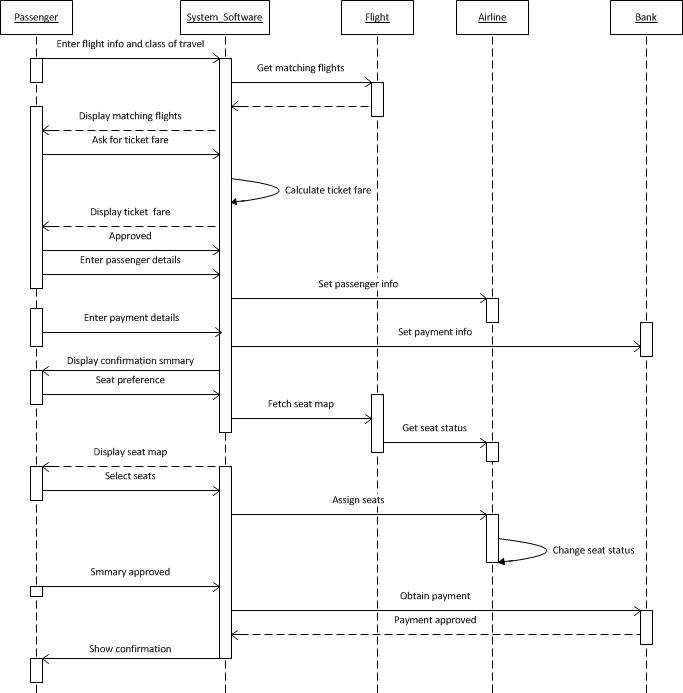 Passenger
System_Software
Flight
Airline
Bank
Enter flight info and class of travel
Get matching flights
Display matching flights
Ask for ticket fare
Calculate ticket fare
Display ticket  fare
Approved
Enter passenger details
Set passenger info
Enter payment details
Set payment info
Display confirmation smmary
Seat preference
Fetch seat map
Get seat status
Display seat map
Select seats
Assign seats
Change seat status
Smmary approved
Obtain payment
Payment approved
Show confirmation